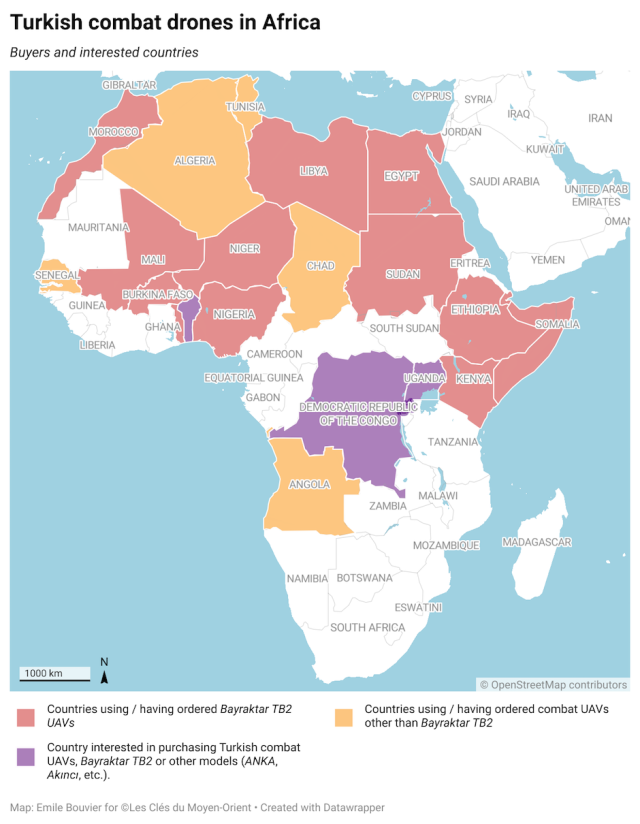 Turkish combat drones in Africa
Buyers and interested countries
GIBRALTAR
CYPRUS
SYRIA
TUNISIA
IRAQ
IRAN
MOROCCO
JORDAN
KUWAIT
ALGERIA
LIBYA
EGYPT
SAUDI ARABIA
UNITED ARAB
EMIRATES
OMAN
MAURITANIA
MALI
NIGER
CHAD
SUDAN
ERITREA
YEMEN
SENEGAL
BURKINA FASO
GUINEA
NIGERIA
ETHIOPIA
GHANA
SOUTH SUDAN
SOMALIA
LIBERIA
CAMEROON
EQUATORIAL GUINEA
UGANDA
KENYA
GABON
DEMOCRATIC REPUBLIC
OF THE CONGO
TANZANIA
ANGOLA
MALAWI
ZAMBIA
MOZAMBIQUE
MADAGASCAR
NAMIBIA
BOTSWANA
ESWATINI
SOUTH AFRICA
N
1000 km
© OpenStreetMap contributors
Countries using / having ordered Bayraktar TB2
UAVs
Countries using / having ordered combat UAVs
other than Bayraktar TB2
Country interested in purchasing Turkish combat
UAVs, Bayraktar TB2 or other models (ANKA,
Akıncı, etc.).
Map: Emile Bouvier for ©Les Clés du Moyen-Orient • Created with Datawrapper